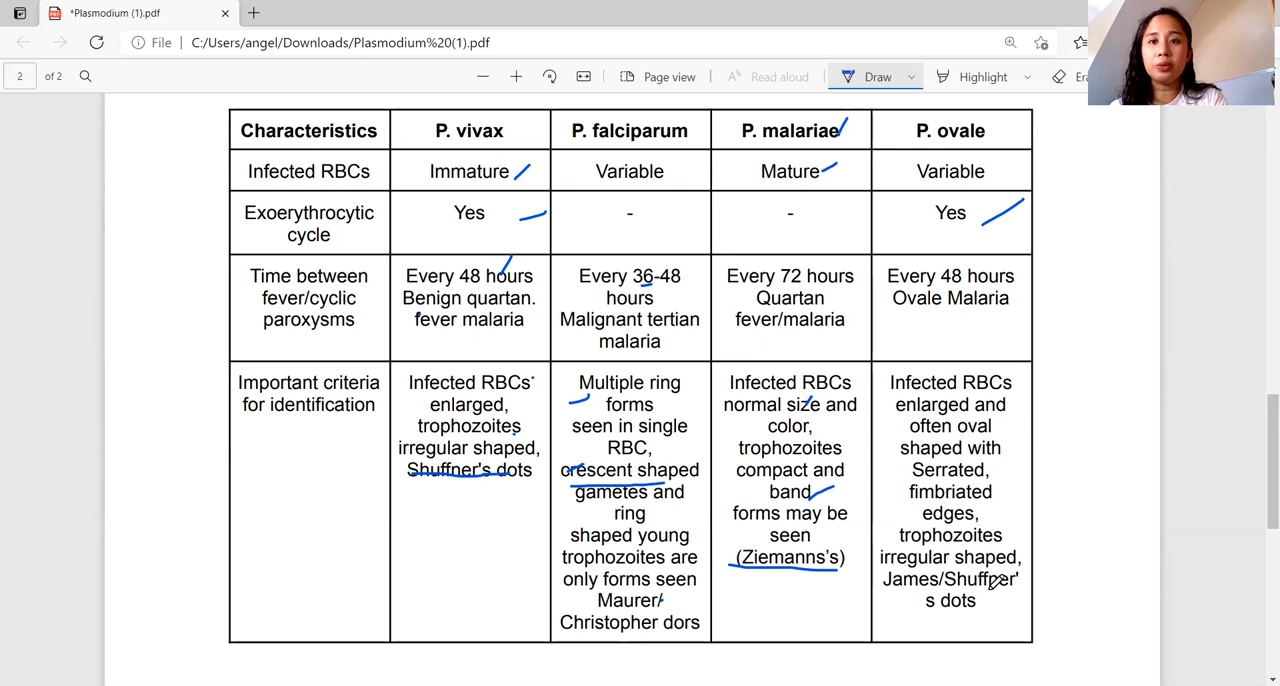 *Plasmodium (1).pdf
File
C:/Users/angel/Downloads/Plasmodium%20(1).pdf
2 of 2
Page view
Read aloud
Draw
Highlight
Era
Characteristics
P. vivax
P. falciparum
P. malariae
P. ovale
Infected RBCs
Immature
Variable
Mature
Variable
Exoerythrocytic
cycle
Yes
-
-
Yes
Time between
fever/cyclic
paroxysms
Every 48 hours
Benign quartan.
fever malaria
Every 36-48
hours
Malignant tertian
malaria
Every 72 hours
Quartan
fever/malaria
Every 48 hours
Ovale Malaria
Important criteria
for identification
Infected RBCs
enlarged,
trophozoites
irregular shaped,
Shuffner's dots
Multiple ring
forms
seen in single
RBC,
crescent shaped
gametes and
ring
shaped young
trophozoites are
only forms seen
Maurer/
Christopher dors
Infected RBCs
normal size and
color,
trophozoites
compact and
band
forms may be
seen
(Ziemanns's)
Infected RBCs
enlarged and
often oval
shaped with
Serrated,
fimbriated
edges,
trophozoites
irregular shaped,
James/Shuffner'
s dots